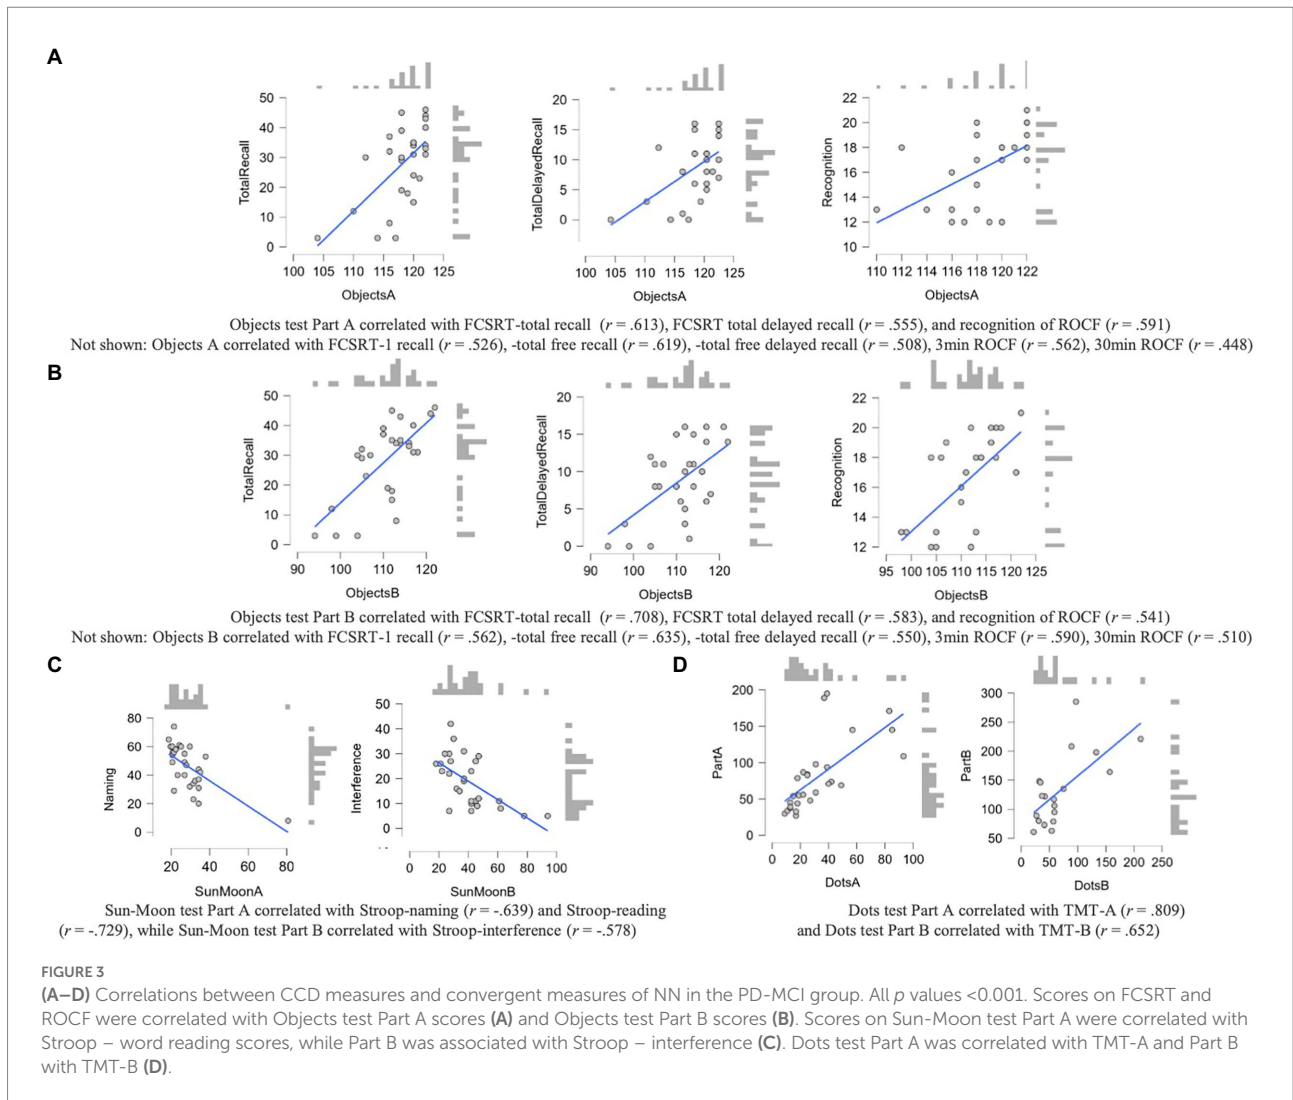 A
50
40
30
20
10
0
TotalRecall
100 105 110 115 120 125
ObjectsA
20
15
10
5
0
TotalDelayedRecall
100 105 110 115 120 125
ObjectsA
22
20
18
16
14
12
10
Recognition
110 112 114 116 118 120 122
ObjectsA
Objects test Part A correlated with FCSRT-total recall (r = .613), FCSRT total delayed recall (r = .555), and recognition of ROCF (r = .591)
Not shown: Objects A correlated with FCSRT-1 recall (r = .526), -total free recall (r = .619), -total free delayed recall (r = .508), 3min ROCF (r = .562), 30min ROCF (r = .448)
B
50
40
30
20
10
0
TotalRecall
90 100 110 120
ObjectsB
20
15
10
5
0
TotalDelayedRecall
90 100 110 120
ObjectsB
22
20
18
16
14
12
Recognition
95 100 105 110 115 120 125
ObjectsB
Objects test Part B correlated with FCSRT-total recall (r = .708), FCSRT total delayed recall (r = .583), and recognition of ROCF (r = .541)
Not shown: Objects B correlated with FCSRT-1 recall (r = .562), -total free recall (r = .635), -total free delayed recall (r = .550), 3min ROCF (r = .590), 30min ROCF (r = .510)
C
80
60
40
20
0
Naming
20 40 60 80
SunMoonA
50
40
30
20
10
0
Interference
0 20 40 60 80 100
SunMoonB
Sun-Moon test Part A correlated with Stroop-naming (r = -.639) and Stroop-reading
(r = -.729), while Sun-Moon test Part B correlated with Stroop-interference (r = -.578)
D
200
150
100
50
0
PartA
0 20 40 60 80 100
DotsA
300
250
200
150
100
50
PartB
0 50 100 150 200 250
DotsB
Dots test Part A correlated with TMT-A (r = .809)
and Dots test Part B correlated with TMT-B (r = .652)
FIGURE 3
(A–D) Correlations between CCD measures and convergent measures of NN in the PD-MCI group. All p values <0.001. Scores on FCSRT and
ROCF were correlated with Objects test Part A scores (A) and Objects test Part B scores (B). Scores on Sun-Moon test Part A were correlated with
Stroop – word reading scores, while Part B was associated with Stroop – interference (C). Dots test Part A was correlated with TMT-A and Part B
with TMT-B (D).